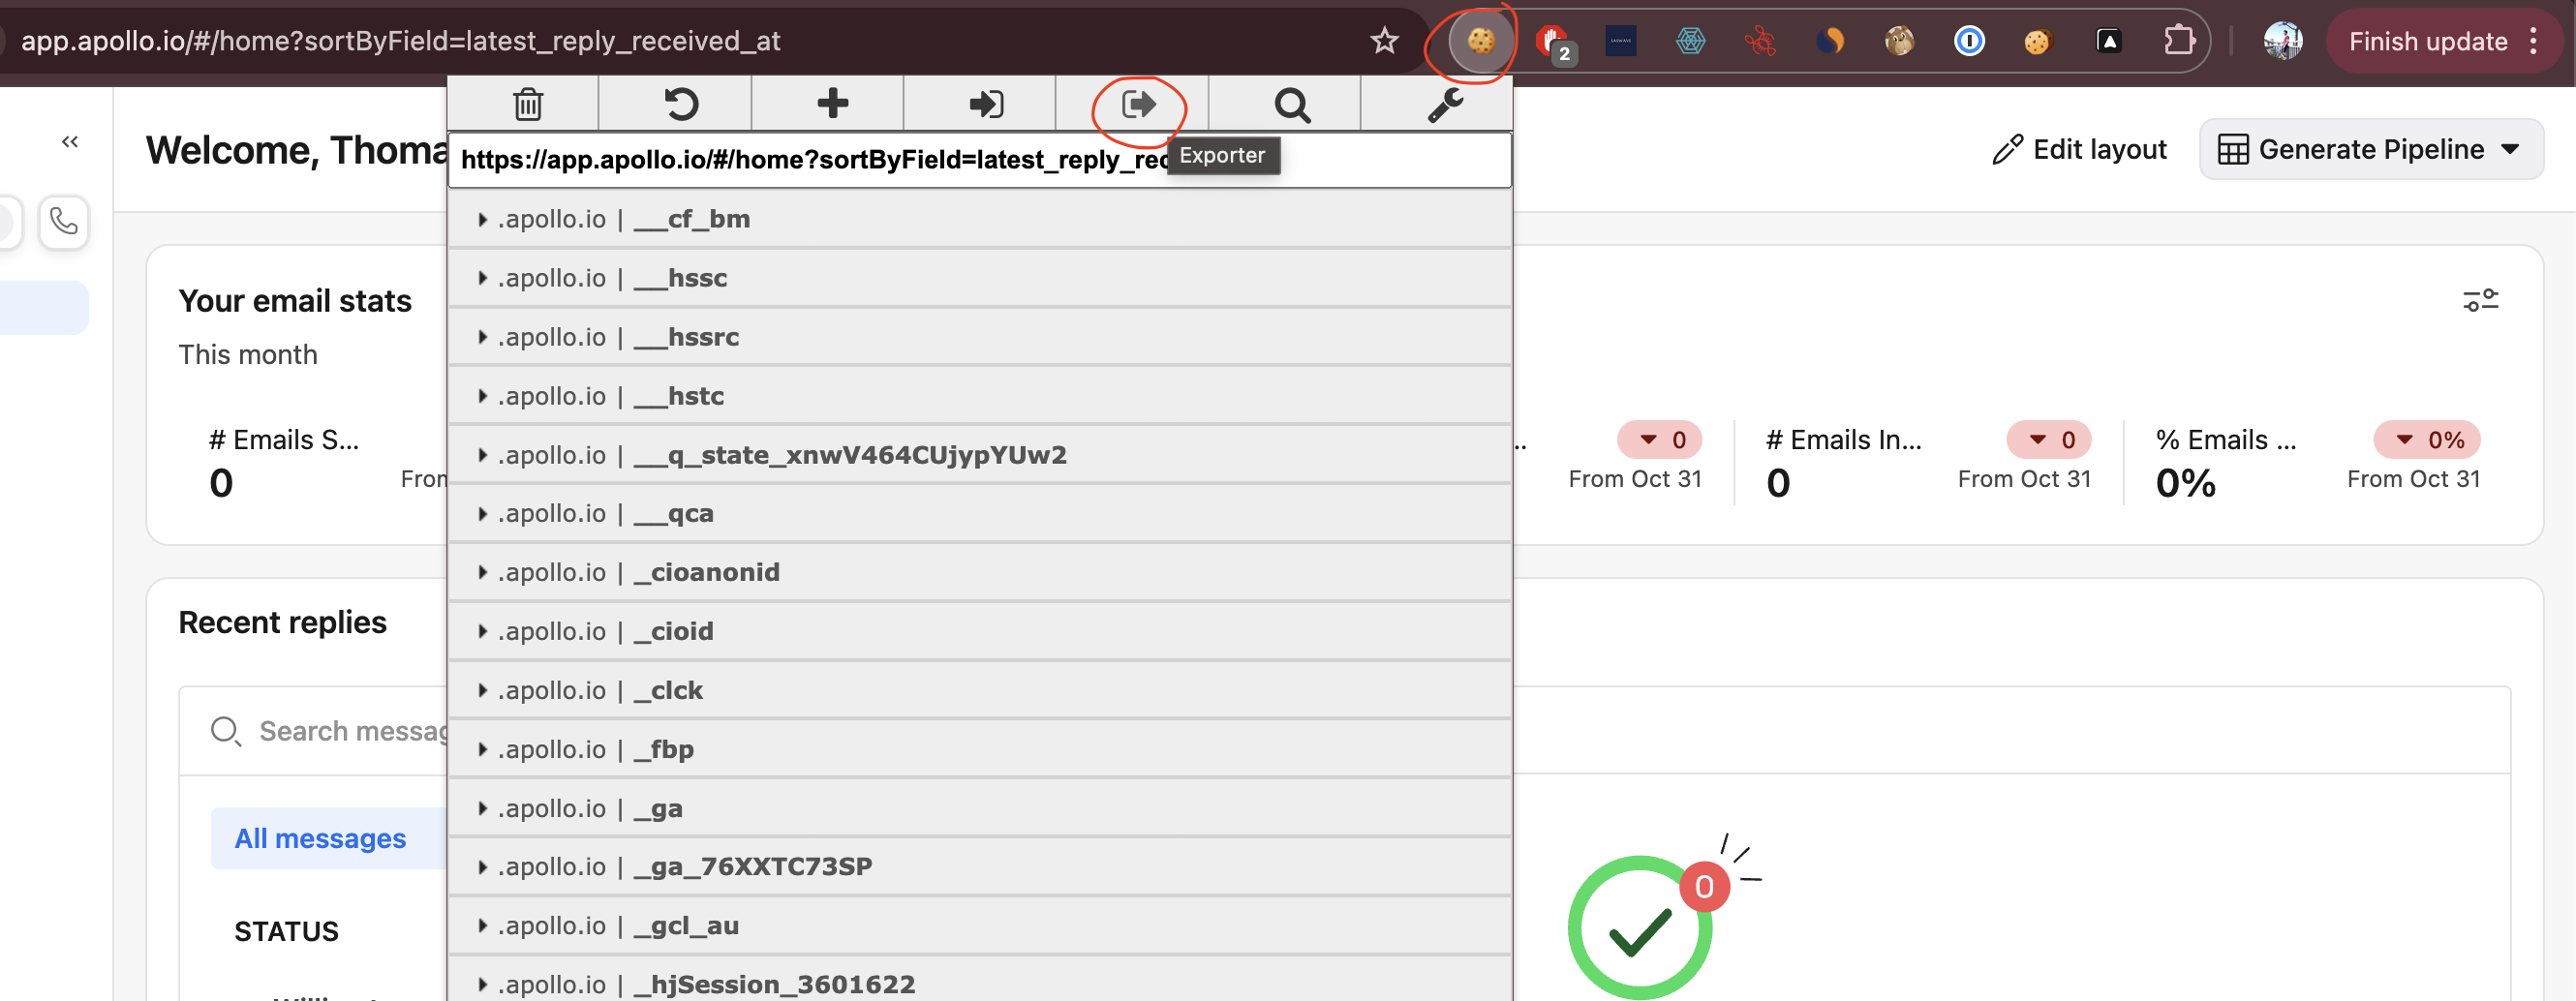 app.apollo.io/#/home?sortByField=latest_reply_received_at
2
Finish update
Welcome, Thoma
https://app.apollo.io/#/home?sortByField=latest_reply_rec
Exporter
Edit layout
Generate Pipeline
.apollo.io | __cf_bm
.apollo.io | __hssc
.apollo.io | __hssrc
.apollo.io | __hstc
.apollo.io | __q_state_xnwV464CUjypYUw2
.apollo.io | __qca
.apollo.io | _cioanonid
.apollo.io | _cioid
.apollo.io | _clck
.apollo.io | _fbp
.apollo.io | _ga
.apollo.io | _ga_76XXTC73SP
.apollo.io | _gcl_au
.apollo.io | _hjSession_3601622
Your email stats
This month
# Emails S...
0
From
..
0
From Oct 31
# Emails In...
0
0
From Oct 31
% Emails ...
0%
0%
From Oct 31
Recent replies
Search messag
All messages
STATUS
0